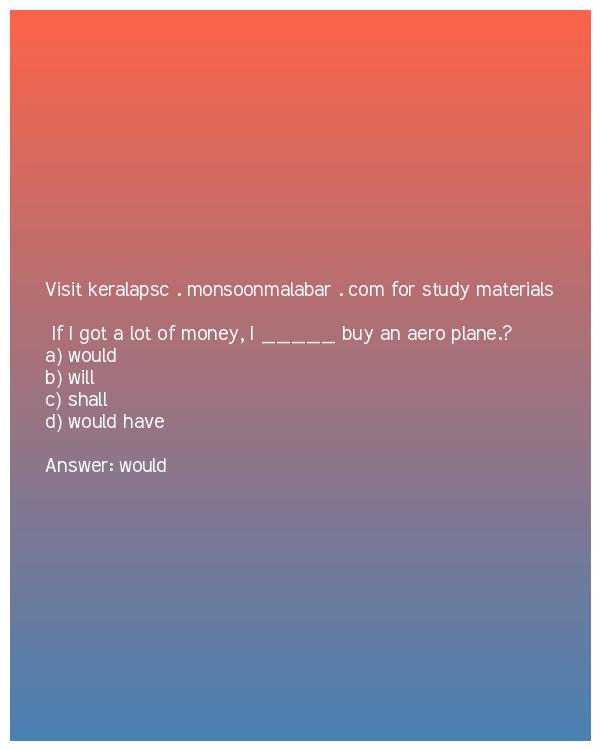 Visit keralapsc . monsoonmalabar . com for study materials
If I got a lot of money, I _____ buy an aero plane.?
a) would
b) will
c) shall
d) would have
Answer: would